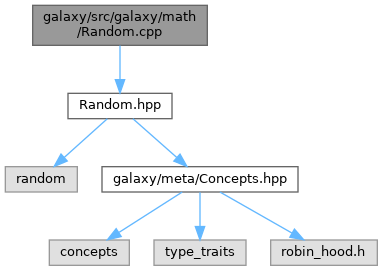 galaxy/src/galaxy/math
/Random.cpp
Random.hpp
random
galaxy/meta/Concepts.hpp
concepts
type_traits
robin_hood.h